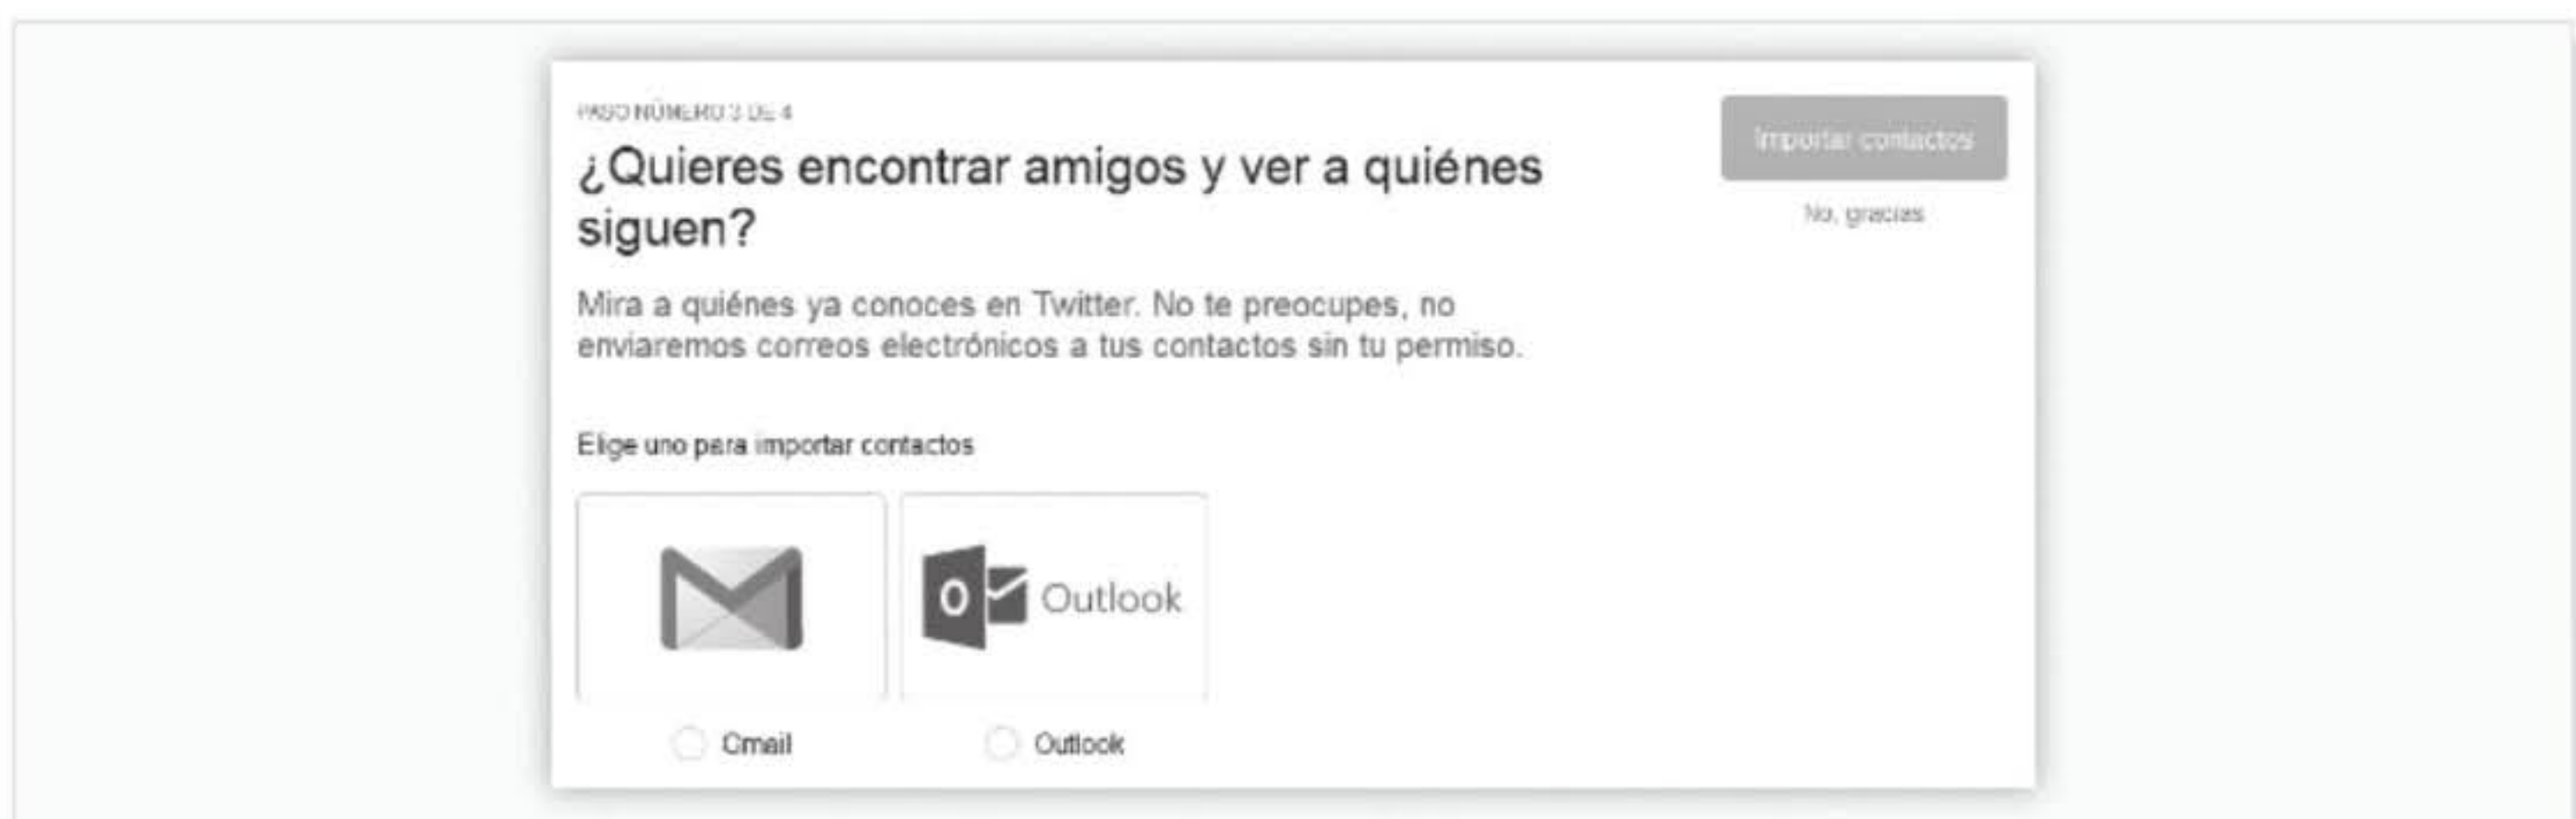 PASO NÚMERO 3 DE 4
¿Quieres encontrar amigos y ver a quiénes
siguen?
Importar contactos
No, gracias
Mira a quiénes ya conoces en Twitter. No te preocupes, no
enviaremos correos electrónicos a tus contactos sin tu permiso.
Elige uno para importar contactos
Outlook
Gmail
Outlook